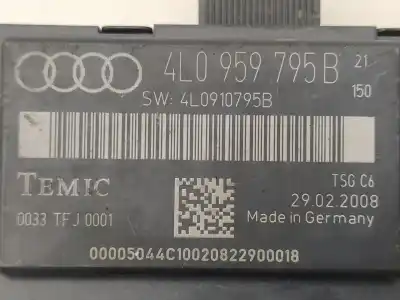 4L0 959 795B 21
150
SW: 4L0910795B
TEMIC
TSG C6
29.02.2008
0033 TFJ 0001
Made in Germany
00005044C10020822900018